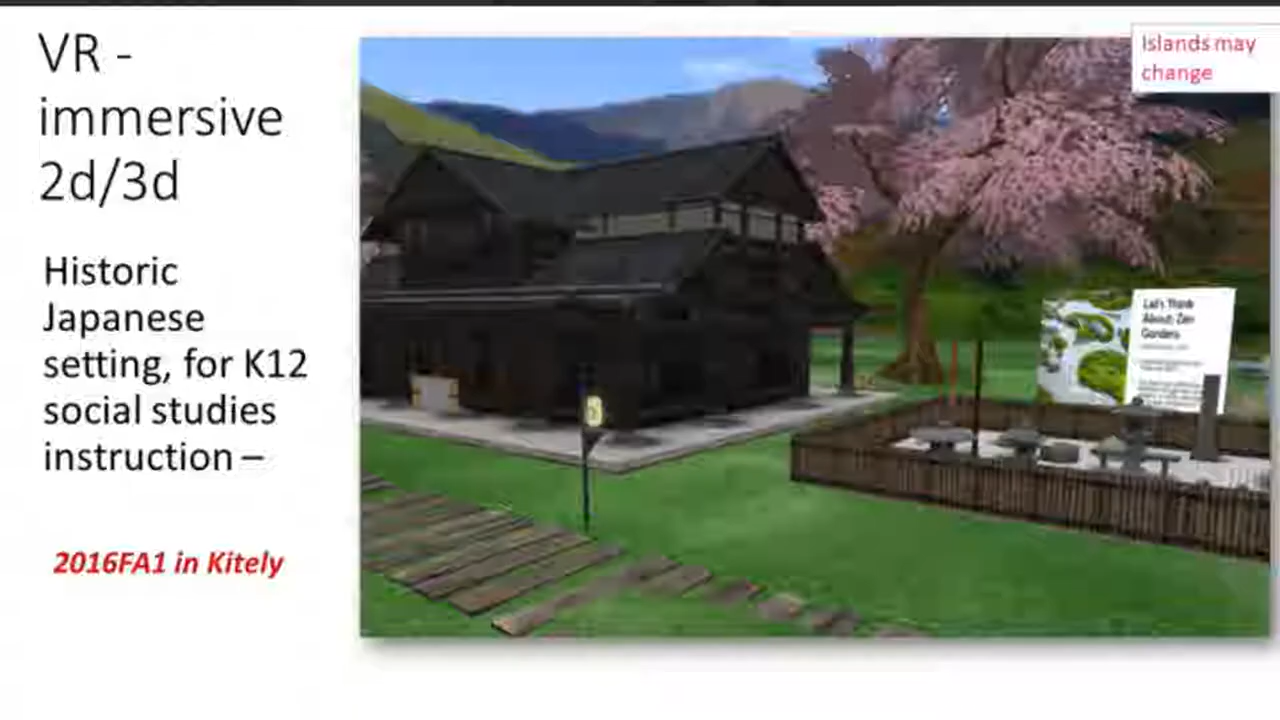 VR -
immersive
2d/3d
Historic
Japanese
setting, for K12
social studies
instruction –
2016FA1 in Kitely
Islands may
change
Let's Think
About: Zen
Gardens